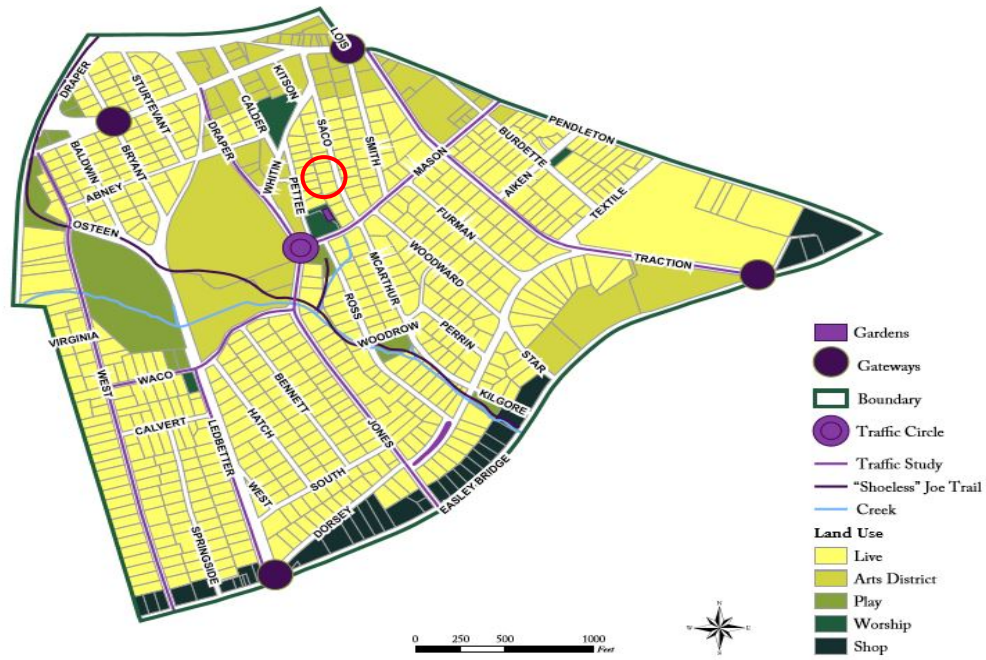 LOIS
DRAPER
STURTEVANT
KITSON
CALDER
DRAPER
SACO
SMITH
PENDLETON
BURDETTE
MASON
BALDWIN
BRYANT
WHITIN
PETTEE
AIKEN
ABNEY
TEXTILE
FURMAN
OSTEEN
WOODWARD
TRACTION
MCARTHUR
ROSS
WOODROW
PERRIN
VIRGINIA
STAR
WEST
WACO
BENNETT
KILGORE
CALVERT
HATCH
LEDBETTER
JONES
SOUTH
WEST
EASLEY BRIDGE
DORSEY
SPRINGSIDE
Gardens
Gateways
Boundary
Traffic Circle
Traffic Study
"Shoeless" Joe Trail
Creek
Land Use
Live
Arts District
Play
Worship
Shop
0 250 500 1000
Feet
N
W E
S